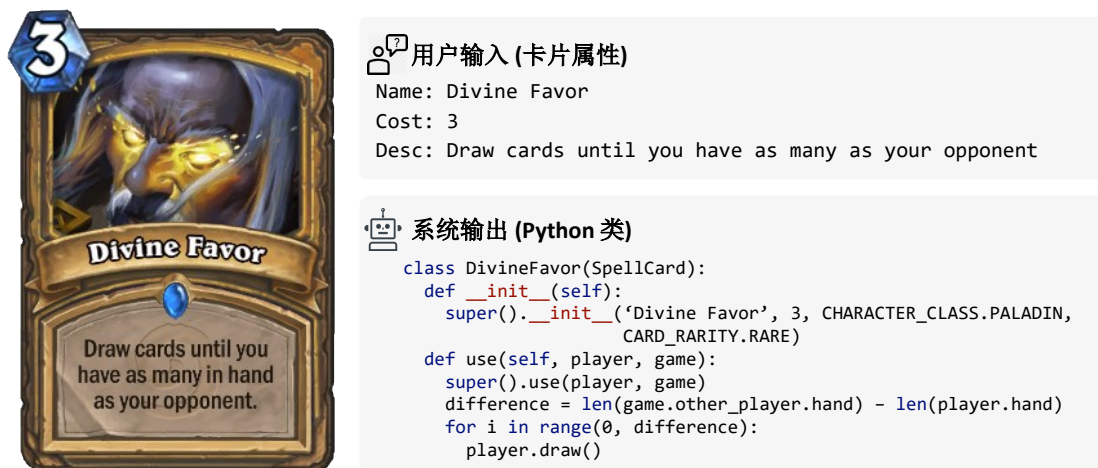 3
Divine Favor
Draw cards until you
have as many in hand
as your opponent.
?
用户输入 (卡片属性)
Name: Divine Favor
Cost: 3
Desc: Draw cards until you have as many as your opponent
系统输出 (Python 类)
class DivineFavor(SpellCard):
def __init__(self):
super().__init__(‘Divine Favor’, 3, CHARACTER_CLASS.PALADIN,
CARD_RARITY.RARE)
def use(self, player, game):
super().use(player, game)
difference = len(game.other_player.hand) – len(player.hand)
for i in range(0, difference):
player.draw()